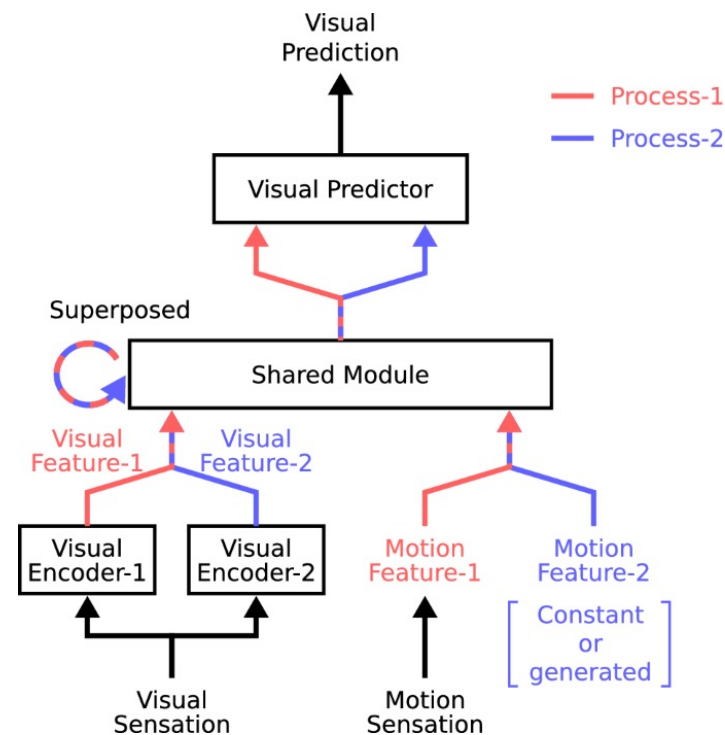 Visual
Prediction
Process-1
Process-2
Visual Predictor
Superposed
Shared Module
Visual
Feature-1
Visual
Feature-2
Visual
Encoder-1
Visual
Encoder-2
Motion
Feature-1
Motion
Feature-2
Constant
or
generated
Visual
Sensation
Motion
Sensation